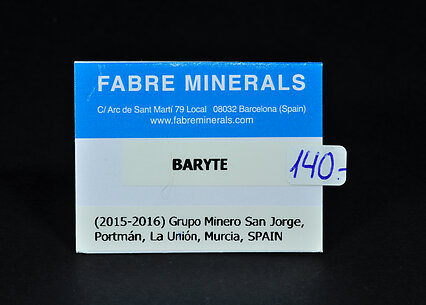 FABRE MINERALS
C/ Arc de Sant Martí 79 Local 08032 Barcelona (Spain)
www.fabreminerals.com
BARYTE
140.-
(2015-2016) Grupo Minero San Jorge,
Portmán, La Unión, Murcia, SPAIN